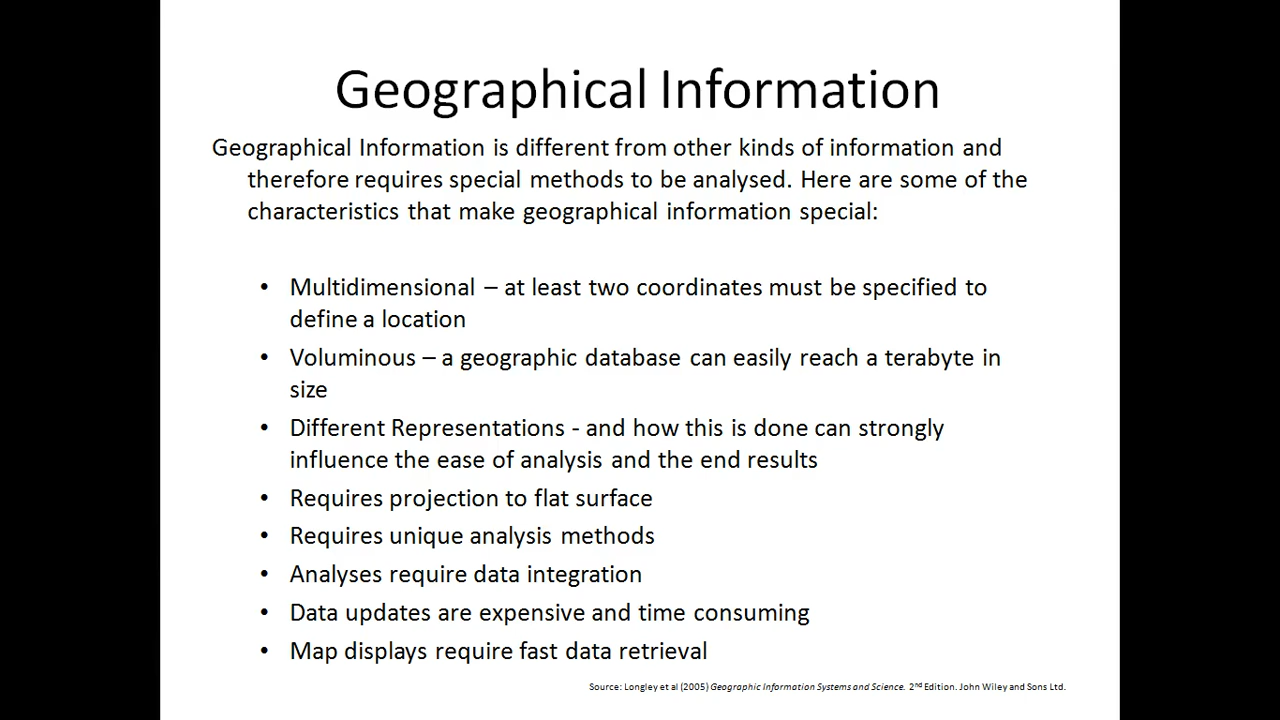 Geographical Information
Geographical Information is different from other kinds of information and
therefore requires special methods to be analysed. Here are some of the
characteristics that make geographical information special:
• Multidimensional – at least two coordinates must be specified to
define a location
• Voluminous – a geographic database can easily reach a terabyte in
size
• Different Representations - and how this is done can strongly
influence the ease of analysis and the end results
• Requires projection to flat surface
• Requires unique analysis methods
• Analyses require data integration
• Data updates are expensive and time consuming
• Map displays require fast data retrieval
Source: Longley et al (2005) Geographic Information Systems and Science. 2nd Edition. John Wiley and Sons Ltd.